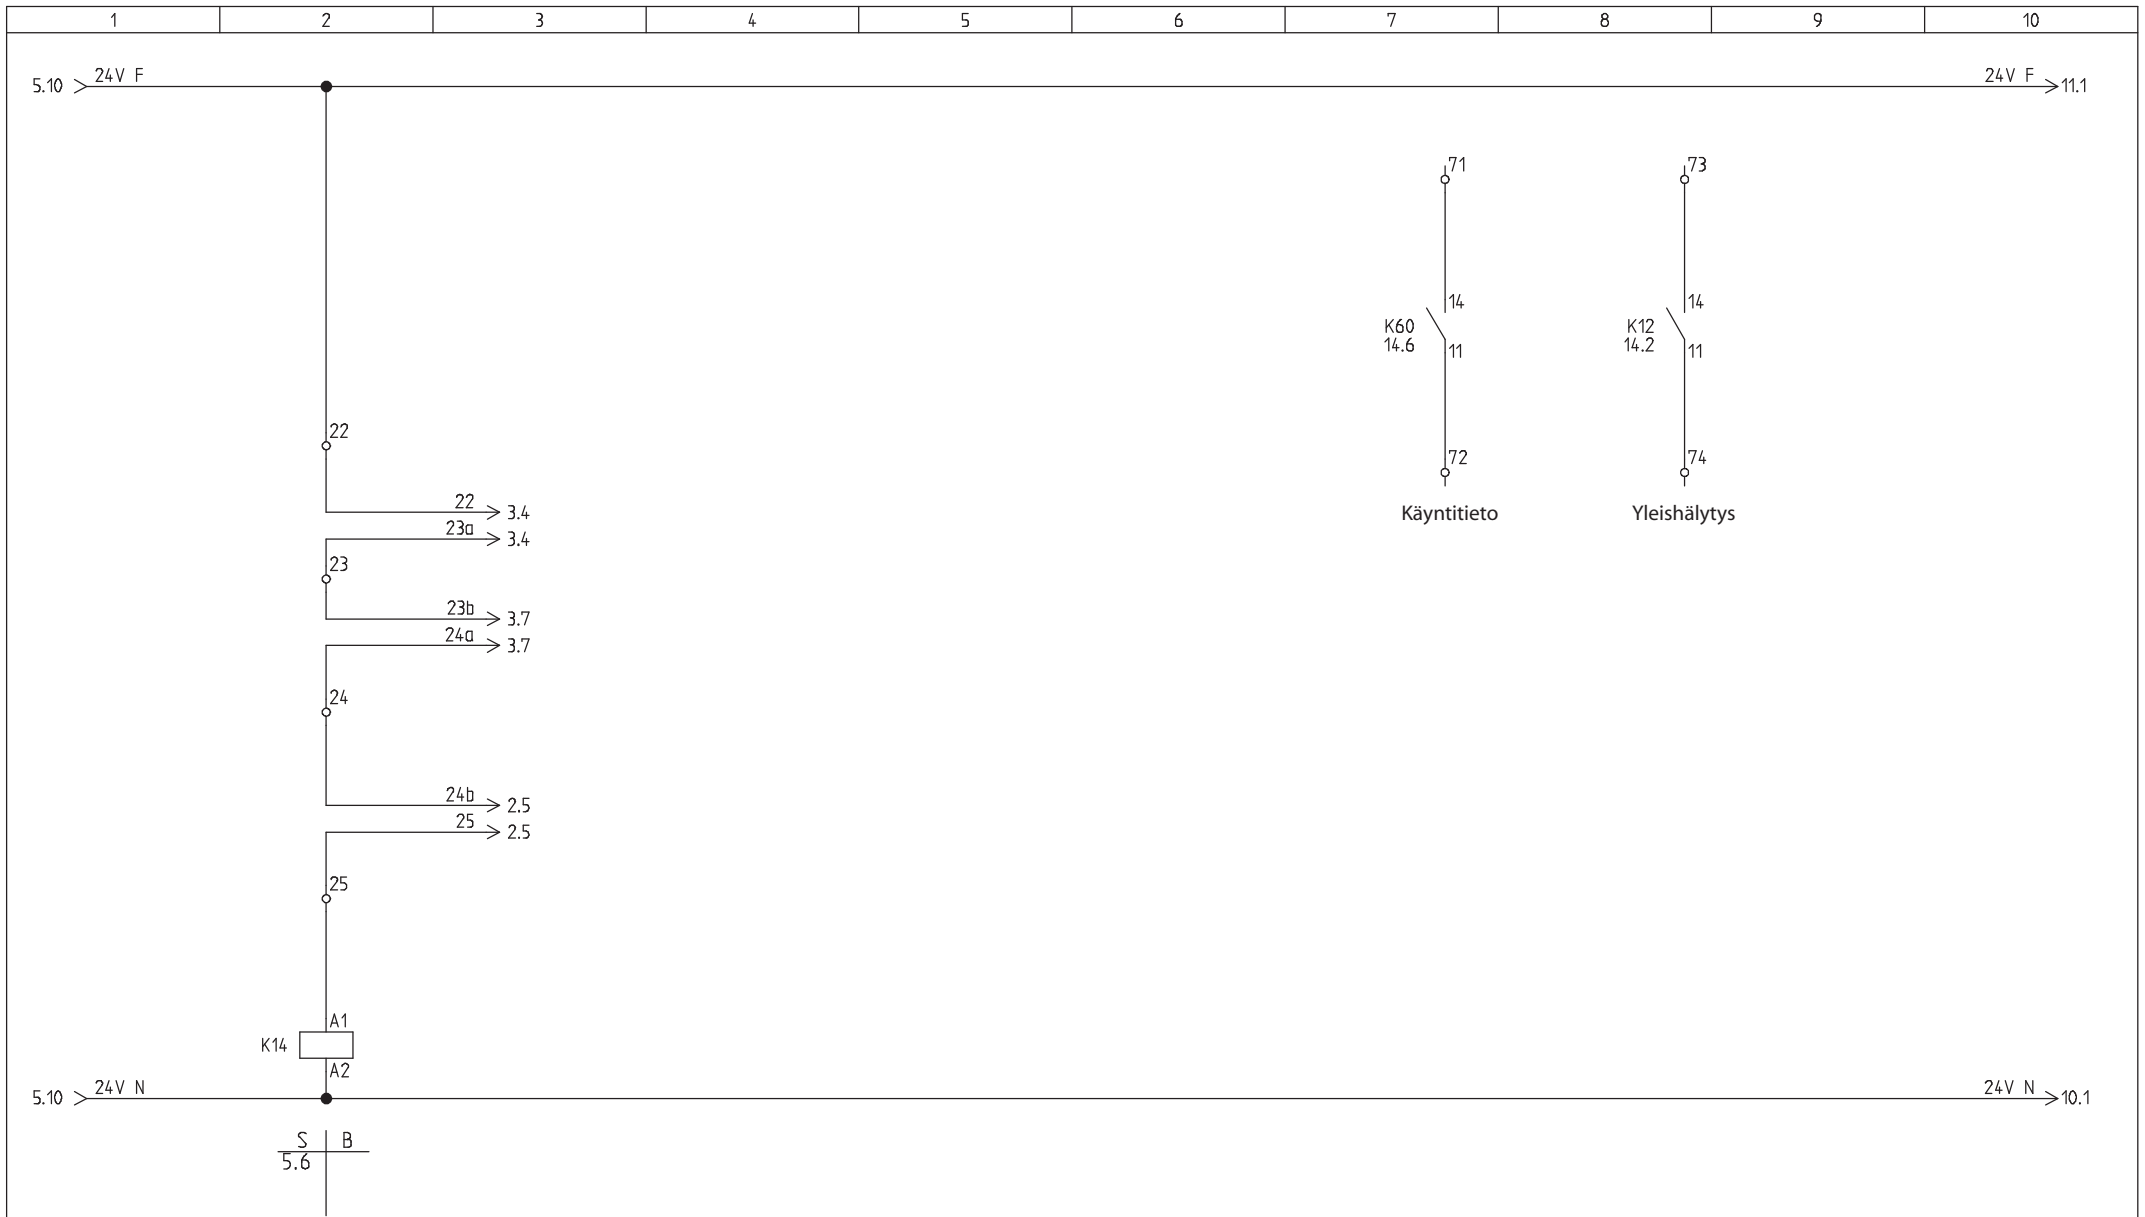 1 2 3 4 5 6 7 8 9 10
24V F 24V F
5.10 11.1
71 73
14 14
K60 K12
14.6 11 14.2 11
22
72 74
22
3.4 Käyntitieto Yleishälytys
23a
3.4
23
23b
3.7
24a
3.7
24
24b
2.5
25
2.5
25
A1
K14
A2
24V N 24V N
5.10 10.1
S B
5.6